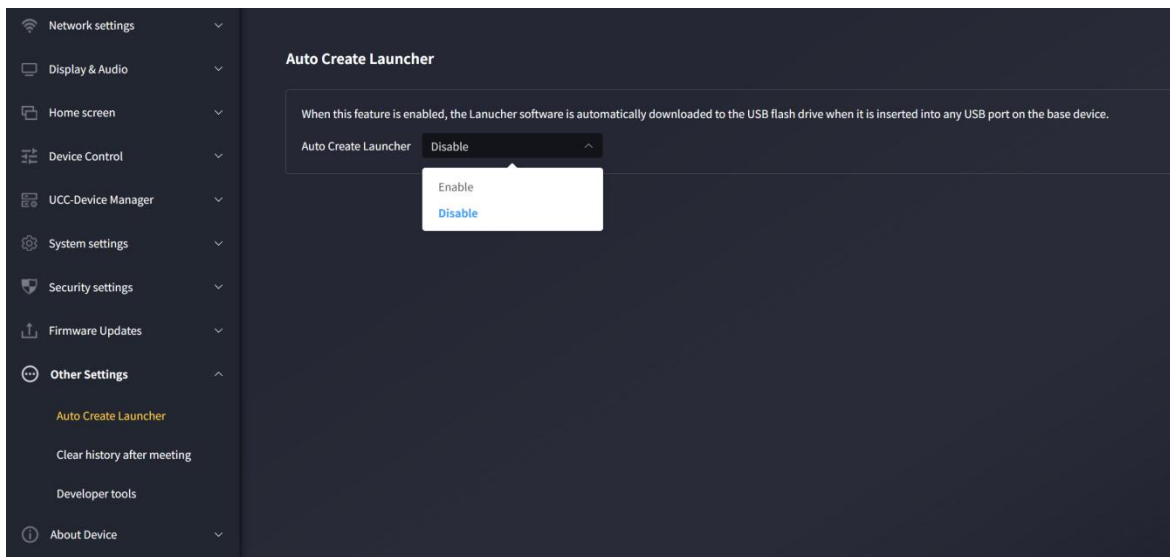 Network settings
Display & Audio
Home screen
Device Control
UCC-Device Manager
System settings
Security settings
Firmware Updates
Other Settings
Auto Create Launcher
Clear history after meeting
Developer tools
About Device
Auto Create Launcher
When this feature is enabled, the Lanucher software is automatically downloaded to the USB flash drive when it is inserted into any USB port on the base device.
Auto Create Launcher Disable
Enable
Disable